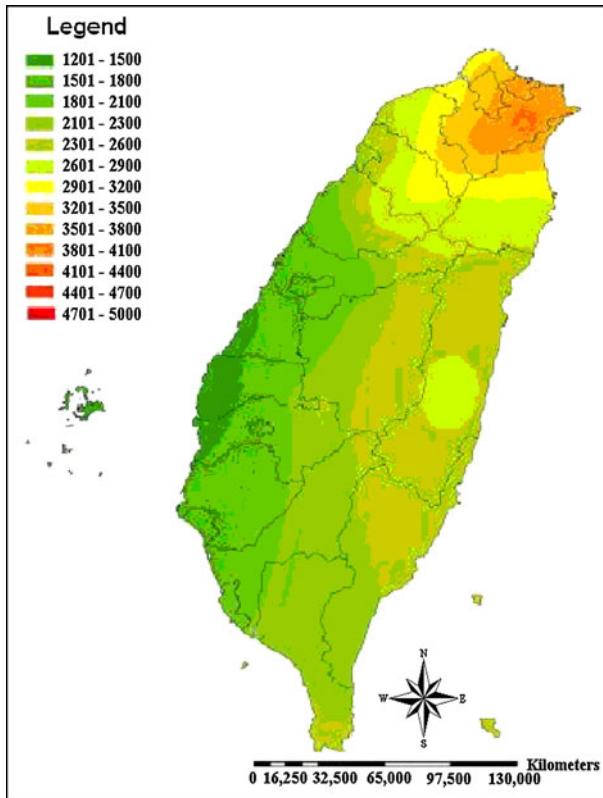 Legend
1201 - 1500
1501 - 1800
1801 - 2100
2101 - 2300
2301 - 2600
2601 - 2900
2901 - 3200
3201 - 3500
3501 - 3800
3801 - 4100
4101 - 4400
4401 - 4700
4701 - 5000
N
W E
S
Kilometers
0 16,250 32,500 65,000 97,500 130,000